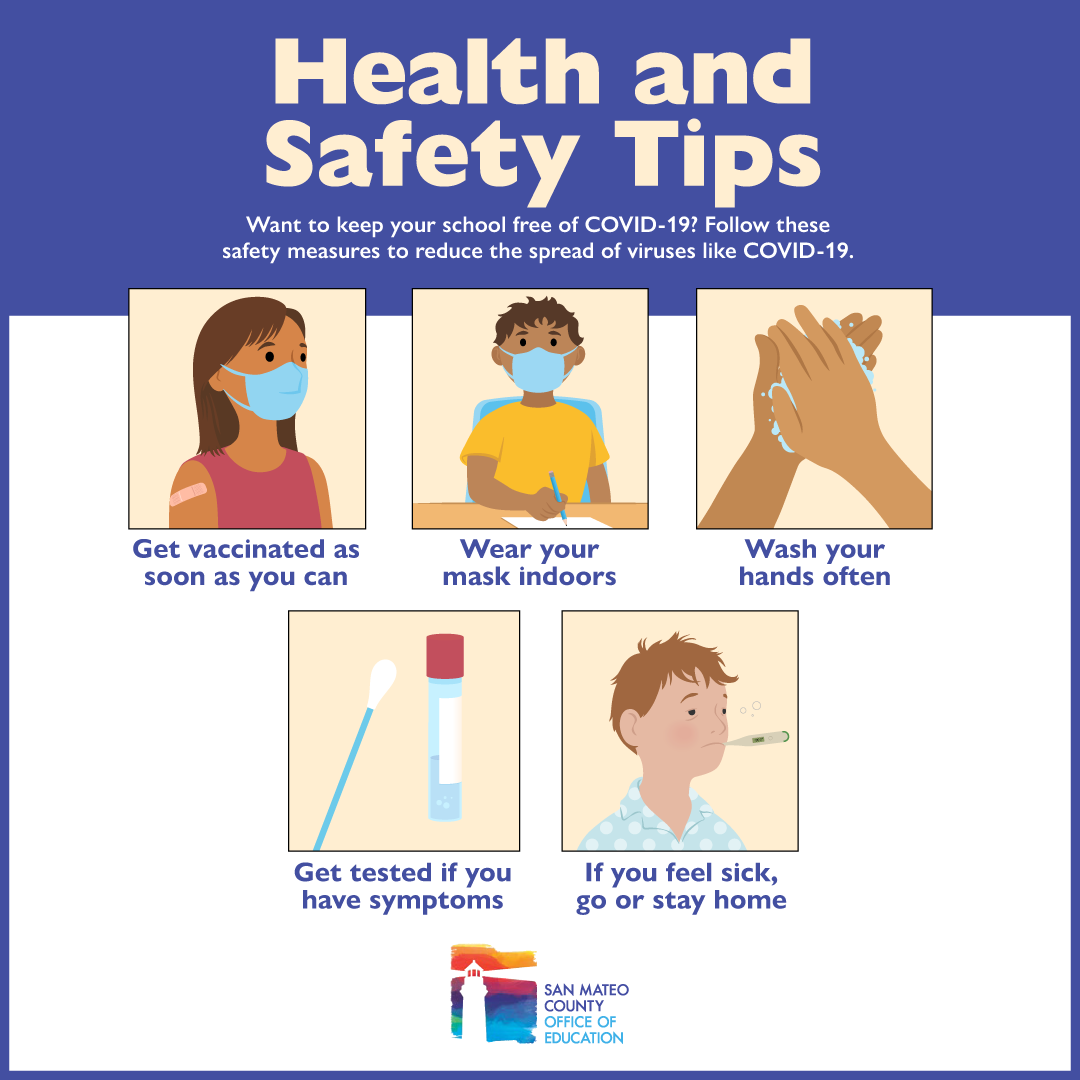 Health and
Safety Tips
Want to keep your school free of COVID-19? Follow these
safety measures to reduce the spread of viruses like COVID-19.
Get vaccinated as
soon as you can
Wear your
mask indoors
Wash your
hands often
Get tested if you
have symptoms
If you feel sick,
go or stay home
SAN MATEO
COUNTY
OFFICE OF
EDUCATION